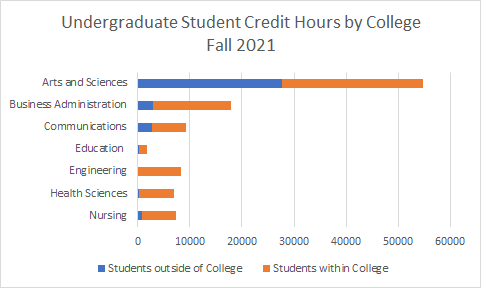 Undergraduate Student Credit Hours by College
Fall 2021
Arts and Sciences
Business Administration
Communications
Education
Engineering
Health Sciences
Nursing
0 10000 20000 30000 40000 50000 60000
Students outside of College Students within College